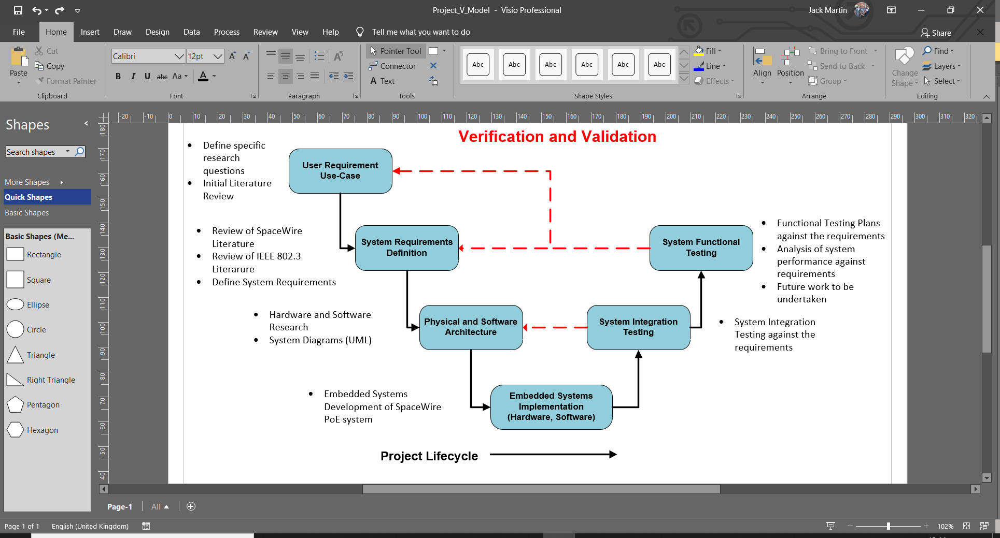 Project_V_Model - Visio Professional
Jack Martin
File Home Insert Draw Design Data Process Review View Help Tell me what you want to do
Share
Paste
Cut
Copy
Format Painter
Clipboard
Calibri 12pt
B I U abc Aa A
Font
Paragraph
Pointer Tool
Connector
A Text
Tools
Abc Abc Abc Abc Abc Abc
Fill
Line
Effects
Shape Styles
Align
Position
Bring to Front
Send to Back
Group
Arrange
Change
Shape
Find
Layers
Select
Editing
Shapes
Search shapes
More Shapes
Quick Shapes
Basic Shapes
Basic Shapes (Me...
Rectangle
Square
Ellipse
Circle
Triangle
Right Triangle
Pentagon
Hexagon
-20 -10 0 10 20 30 40 50 60 70 80 90 100 110 120 130 140 150 160 170 180 190 200 210 220 230 240 250 260 270 280 290 300 310 320
180
170
160
150
140
130
120
110
100
90
80
70
60
50
40
Verification and Validation
• Define specific
research
questions
• Initial Literature
Review
User Requirement
Use-Case
• Review of SpaceWire
Literature
• Review of IEEE 802.3
Literarure
• Define System Requirements
System Requirements
Definition
System Functional
Testing
• Functional Testing Plans
against the requirements
• Analysis of system
performance against
requirements
• Future work to be
undertaken
• Hardware and Software
Research
• System Diagrams (UML)
Physical and Software
Architecture
System Integration
Testing
• System Integration
Testing against the
requirements
• Embedded Systems
Development of SpaceWire
PoE system
Embedded Systems
Implementation
(Hardware, Software)
Project Lifecycle
Page-1 All
Page 1 of 1 English (United Kingdom)
102%